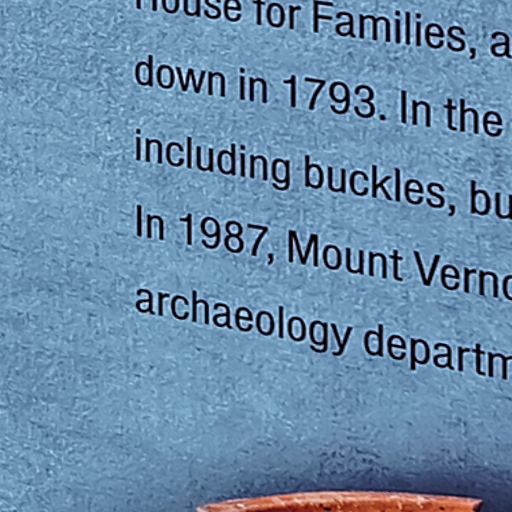 House for Families, a
down in 1793. In the
including buckles, bu
In 1987, Mount Verno
archaeology departm